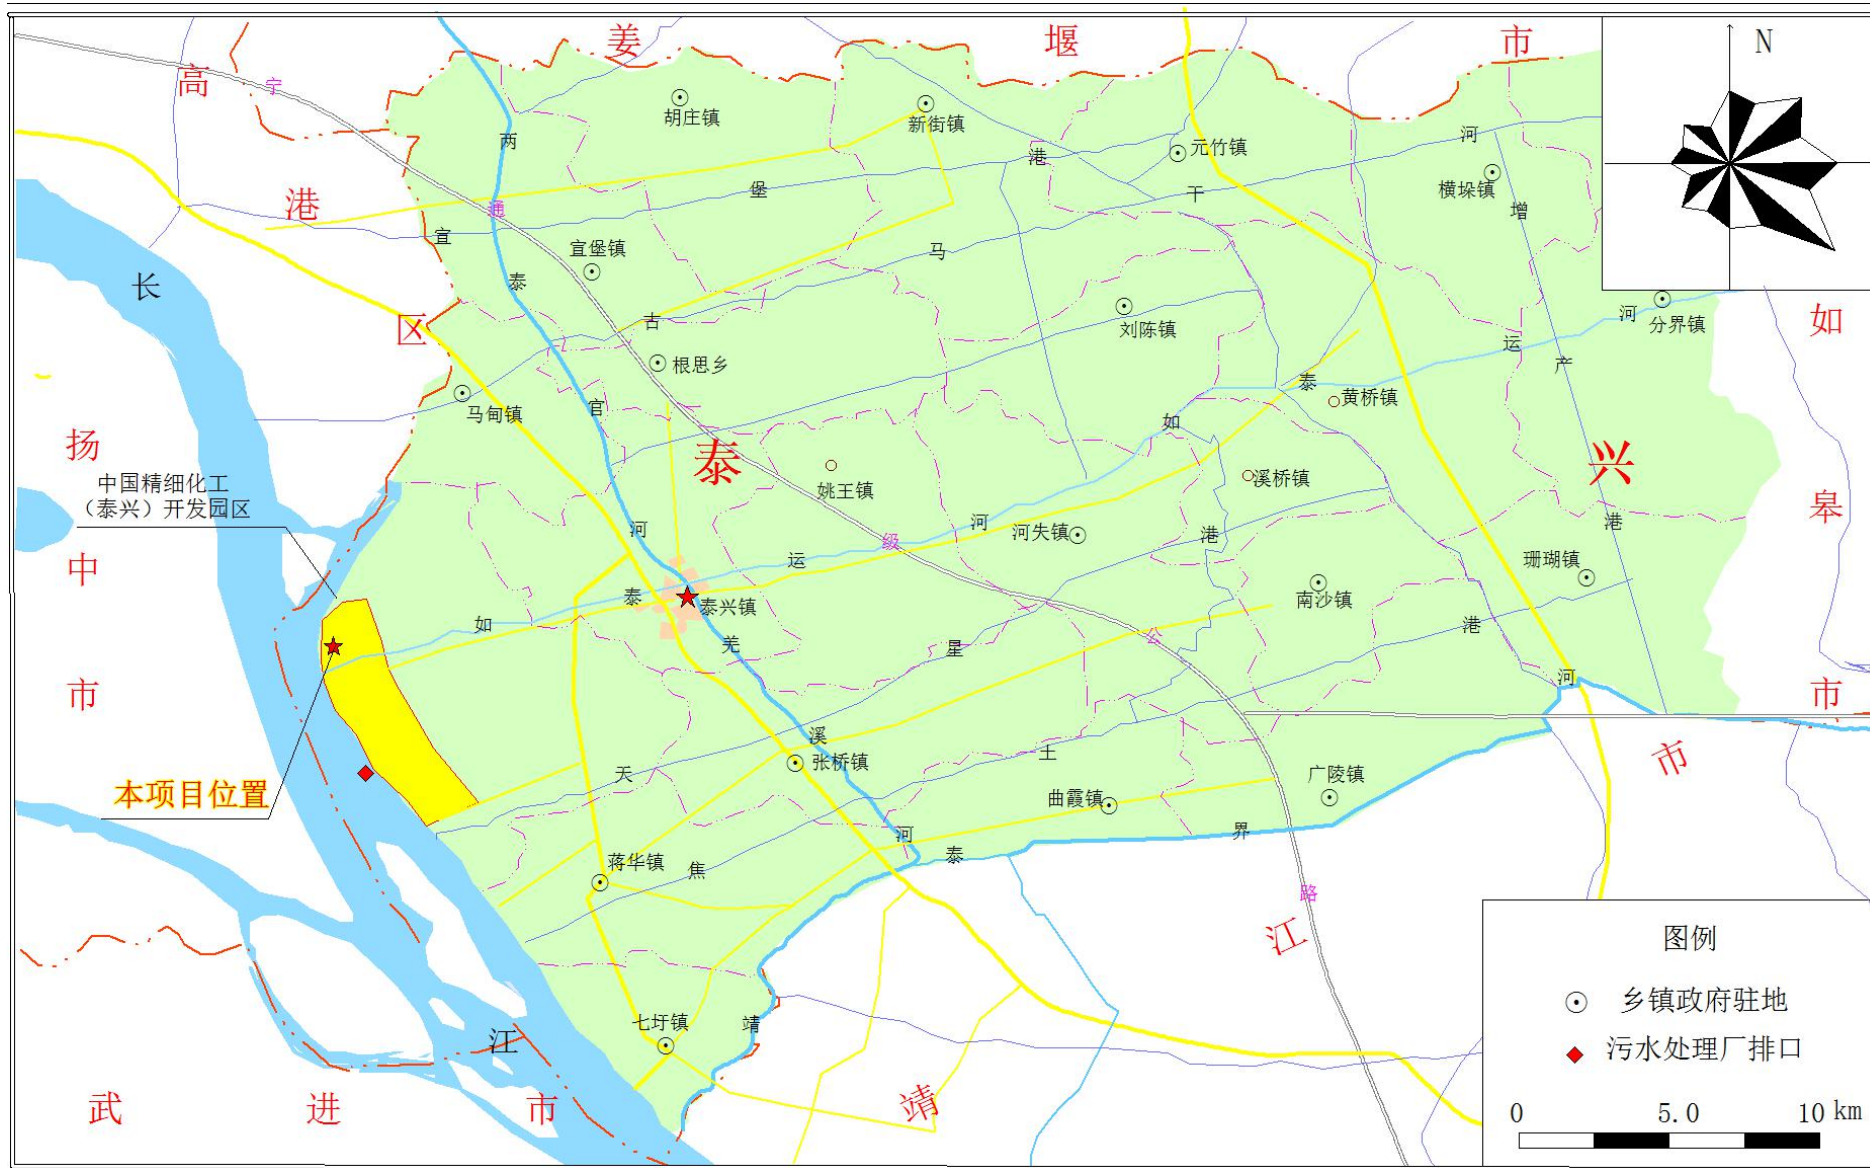 姜
堰
市
N
高
宁
胡庄镇
新街镇
两
港
元竹镇
河
横垛镇
堡
干
增
港
通
宣
宣堡镇
马
长
泰
古
刘陈镇
河
分界镇
如
区
运
产
根思乡
泰
黄桥镇
马甸镇
官
如
扬
泰
兴
中国精细化工
（泰兴）开发园区
姚王镇
溪桥镇
皋
河
级
河
河失镇
港
港
中
运
珊瑚镇
泰
泰兴镇
南沙镇
如
羌
星
公
港
市
河
市
溪
张桥镇
土
市
天
本项目位置
曲霞镇
广陵镇
河
泰
界
蒋华镇
焦
路
江
图例
乡镇政府驻地
七圩镇
靖
江
污水处理厂排口
武
进
市
靖
0
5.0
10 km